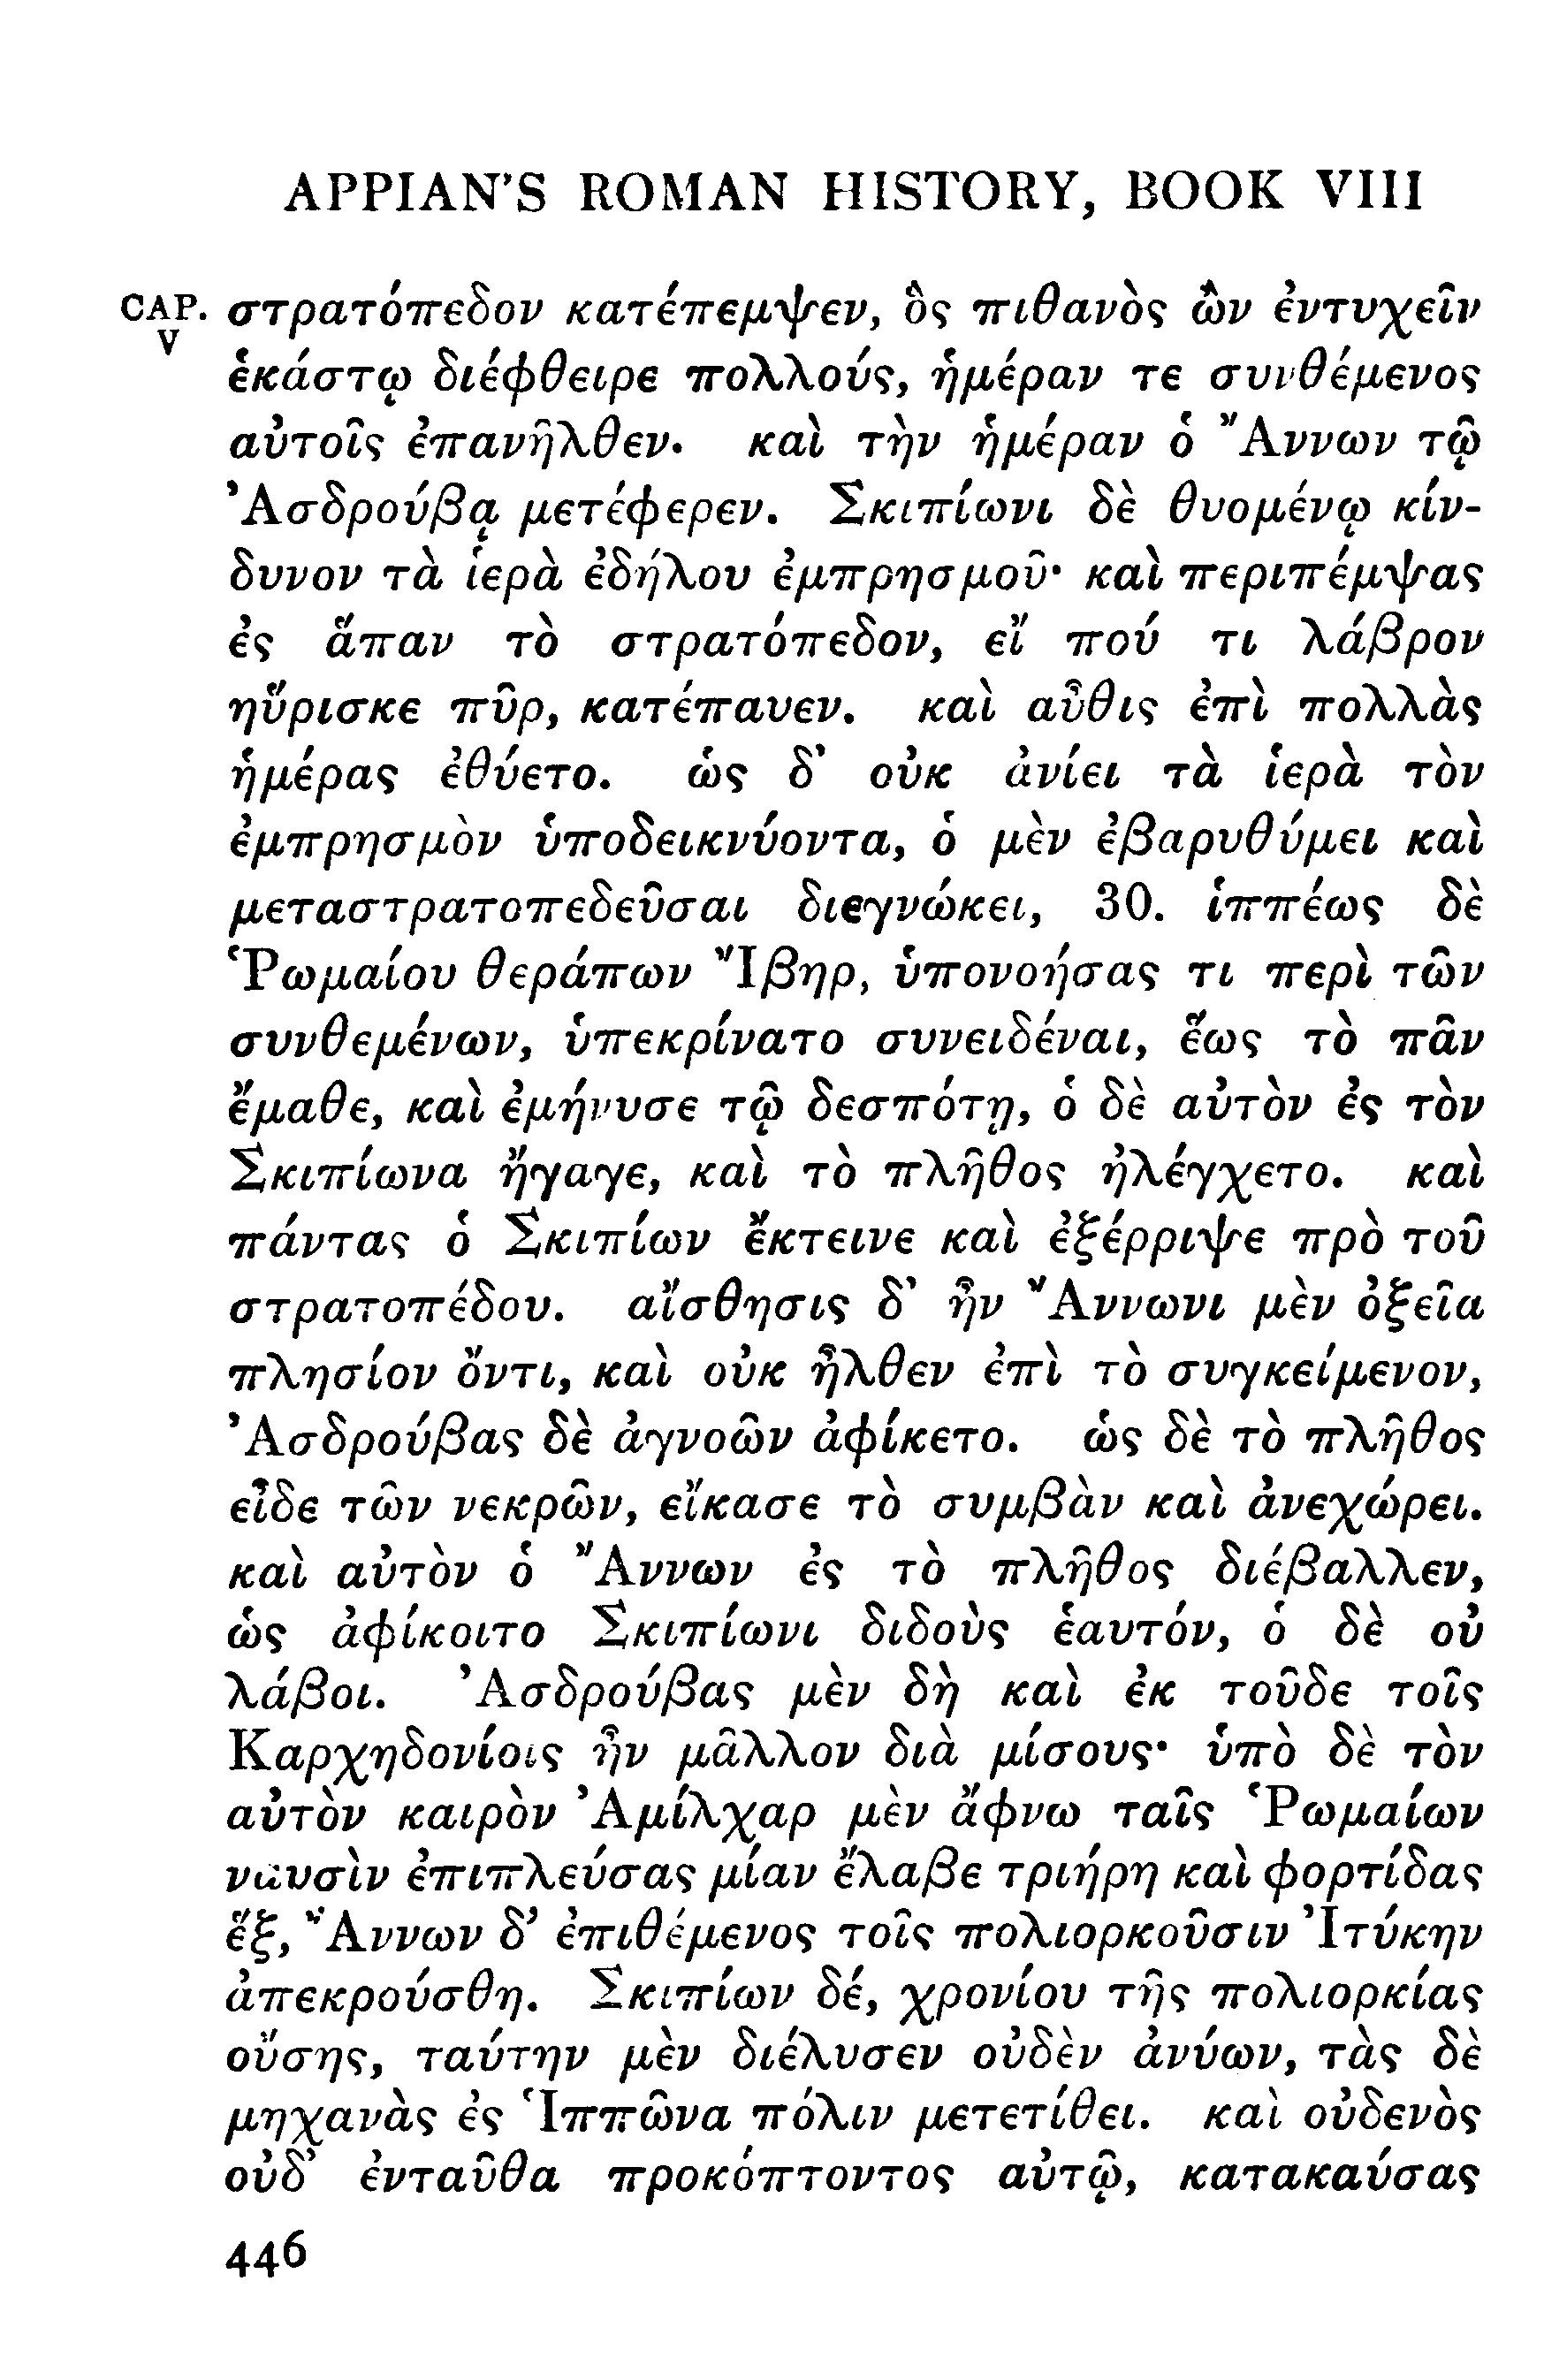 APPIAN'S ROMAN HISTORY, BOOK VIII
CAP. V
στρατόπεδον κατέπεμψεν, ὃς πιθανὸς ὢν ἐντυχεῖν
ἑκάστῳ διέφθειρε πολλούς, ἡμέραν τε συνθέμενος
αὐτοῖς ἐπανῆλθεν. καὶ τὴν ἡμέραν ὁ Ἄννων τῷ
Ἀσδρούβᾳ μετέφερεν. Σκιπίωνι δὲ θυομένῳ κίν-
δυνον τὰ ἱερὰ ἐδήλου ἐμπρησμοῦ· καὶ περιπέμψας
ἐς ἅπαν τὸ στρατόπεδον, εἴ πού τι λάβρον
ηὕρισκε πῦρ, κατέπαυεν. καὶ αὖθις ἐπὶ πολλὰς
ἡμέρας ἐθύετο. ὡς δ' οὐκ ἀνίει τὰ ἱερὰ τὸν
ἐμπρησμὸν ὑποδεικνύοντα, ὁ μὲν ἐβαρυθύμει καὶ
μεταστρατοπεδεῦσαι διεγνώκει, 30. ἱππέως δὲ
Ῥωμαίου θεράπων Ἴβηρ, ὑπονοήσας τι περὶ τῶν
συνθεμένων, ὑπεκρίνατο συνειδέναι, ἕως τὸ πᾶν
ἔμαθε, καὶ ἐμήνυσε τῷ δεσπότῃ, ὁ δὲ αὐτὸν ἐς τὸν
Σκιπίωνα ἤγαγε, καὶ τὸ πλῆθος ἠλέγχετο. καὶ
πάντας ὁ Σκιπίων ἔκτεινε καὶ ἐξέρριψε πρὸ τοῦ
στρατοπέδου. αἴσθησις δ' ἦν Ἄννωνι μὲν ὀξεῖα
πλησίον ὄντι, καὶ οὐκ ἦλθεν ἐπὶ τὸ συγκείμενον,
Ἀσδρούβας δὲ ἀγνοῶν ἀφίκετο. ὡς δὲ τὸ πλῆθος
εἶδε τῶν νεκρῶν, εἴκασε τὸ συμβὰν καὶ ἀνεχώρει.
καὶ αὐτὸν ὁ Ἄννων ἐς τὸ πλῆθος διέβαλλεν,
ὡς ἀφίκοιτο Σκιπίωνι διδοὺς ἑαυτόν, ὁ δὲ οὐ
λάβοι. Ἀσδρούβας μὲν δὴ καὶ ἐκ τοῦδε τοῖς
Καρχηδονίοις ἦν μᾶλλον διὰ μίσους· ὑπὸ δὲ τὸν
αὐτὸν καιρὸν Ἀμίλχαρ μὲν ἄφνω ταῖς Ῥωμαίων
ναυσὶν ἐπιπλεύσας μίαν ἔλαβε τριήρη καὶ φορτίδας
ἕξ, Ἄννων δ' ἐπιθέμενος τοῖς πολιορκοῦσιν Ἰτύκην
ἀπεκρούσθη. Σκιπίων δέ, χρονίου τῆς πολιορκίας
οὔσης, ταύτην μὲν διέλυσεν οὐδὲν ἀνύων, τὰς δὲ
μηχανὰς ἐς Ἱππῶνα πόλιν μετετίθει. καὶ οὐδενὸς
οὐδ' ἐνταῦθα προκόπτοντος αὐτῷ, κατακαύσας
446